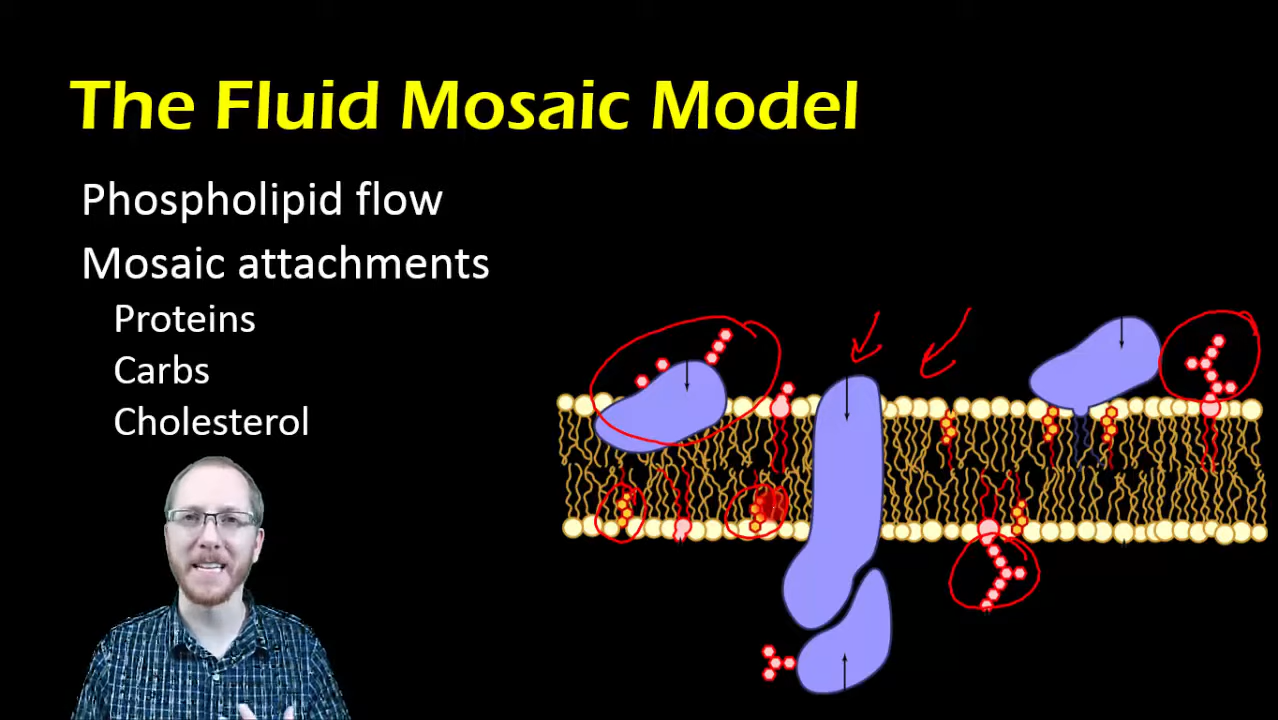 The Fluid Mosaic Model
Phospholipid flow
Mosaic attachments
Proteins
Carbs
Cholesterol